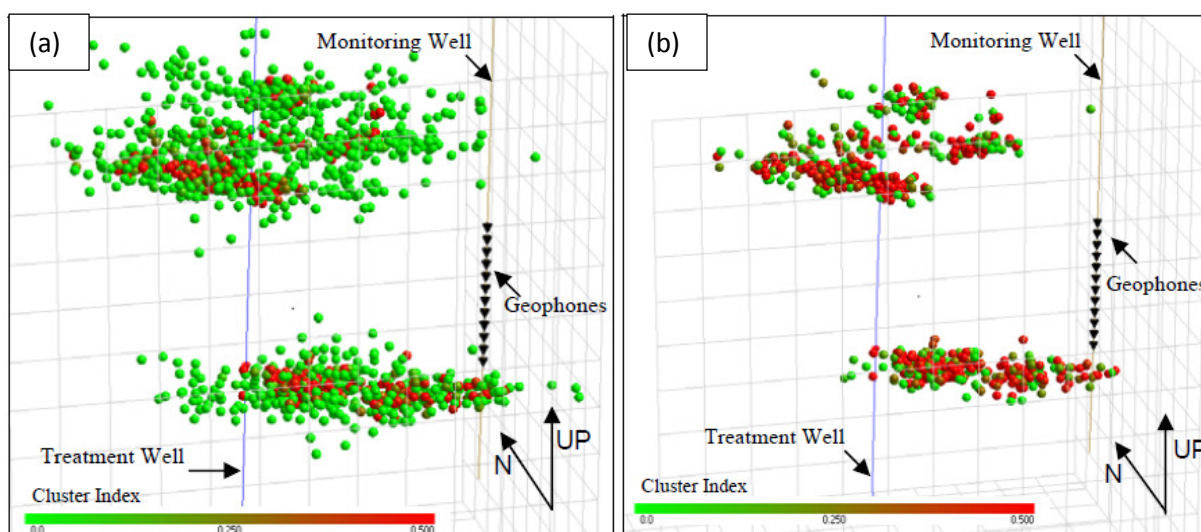 (a)
Monitoring Well
Geophones
Treatment Well
N
UP
Cluster Index
0.0 0.250 0.500
(b)
Monitoring Well
Geophones
Treatment Well
N
UP
Cluster Index
0.0 0.250 0.500